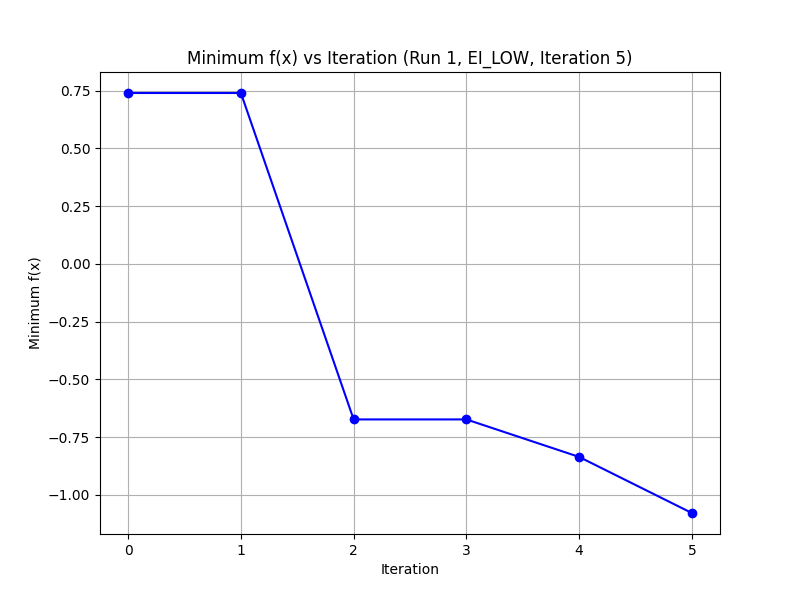 Minimum f(x) vs Iteration (Run 1, EI_LOW, Iteration 5)
Minimum f(x)
0.75
0.50
0.25
0.00
−0.25
−0.50
−0.75
−1.00
0 1 2 3 4 5
Iteration